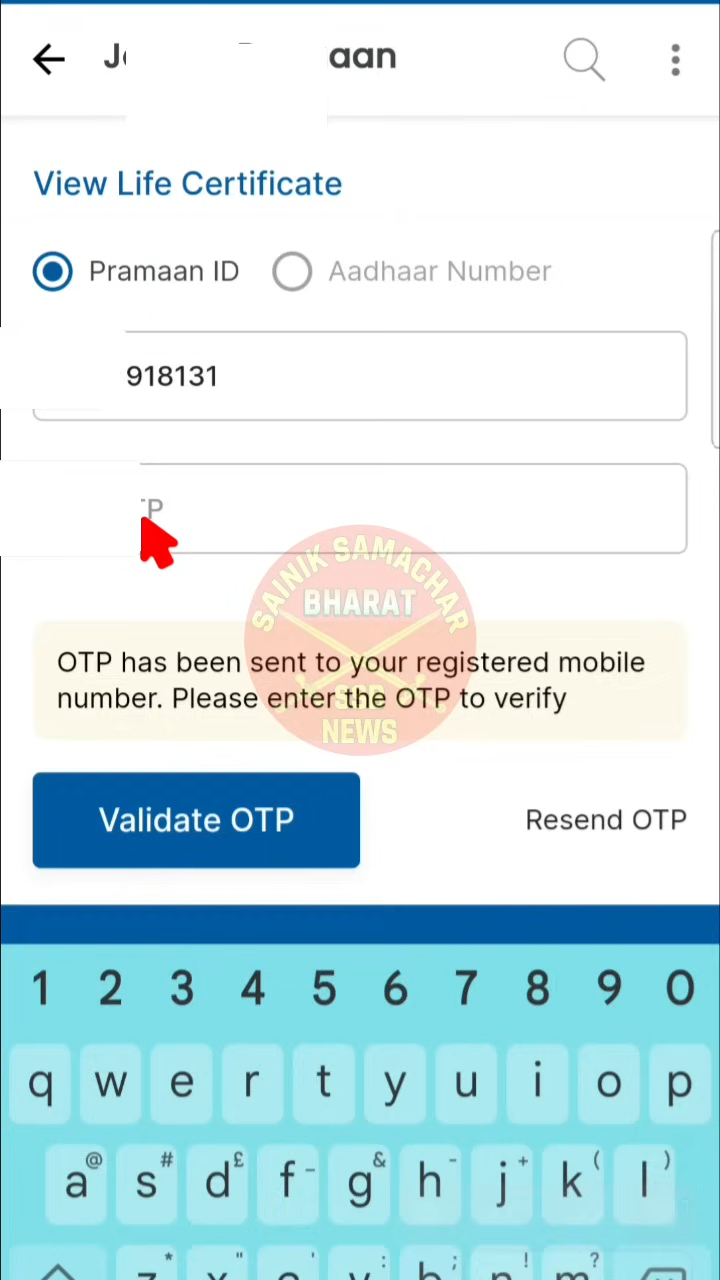 aan
View Life Certificate
Pramaan ID
Aadhaar Number
918131
SAINIK SAMACHAR
BHARAT
NEWS
OTP has been sent to your registered mobile
number. Please enter the OTP to verify
Validate OTP
Resend OTP
1 2 3 4 5 6 7 8 9 0
q w e r t y u i o p
@ # £ - & - + ( )
a s d f g h j k l
* " ' : ; ! ?